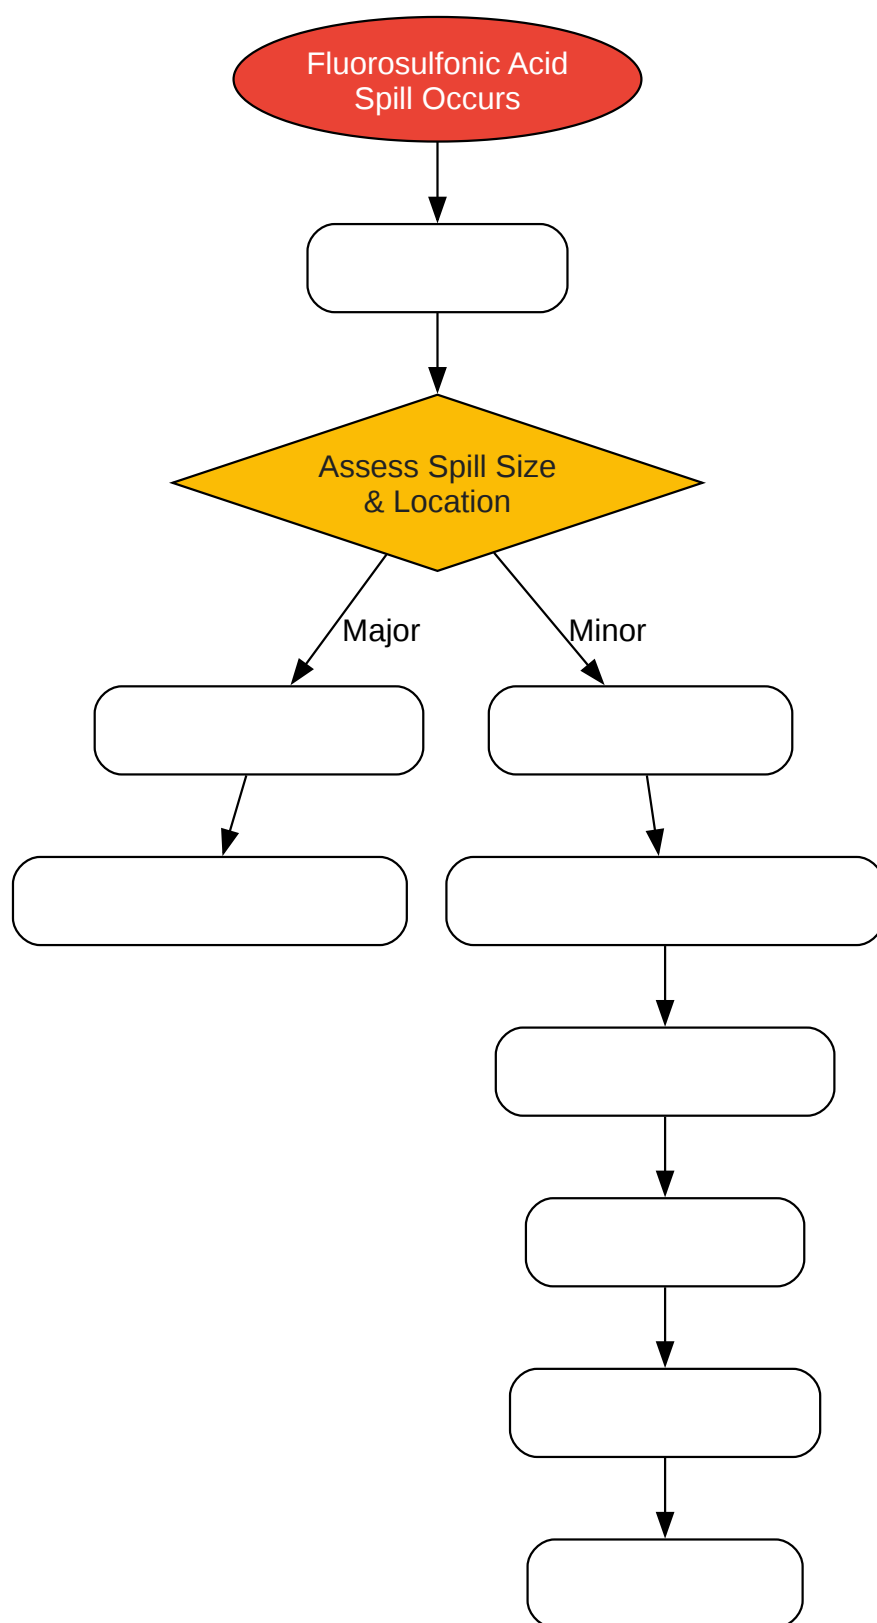 Fluorosulfonic Acid
Spill Occurs
Assess Spill Size
& Location
Major
Minor